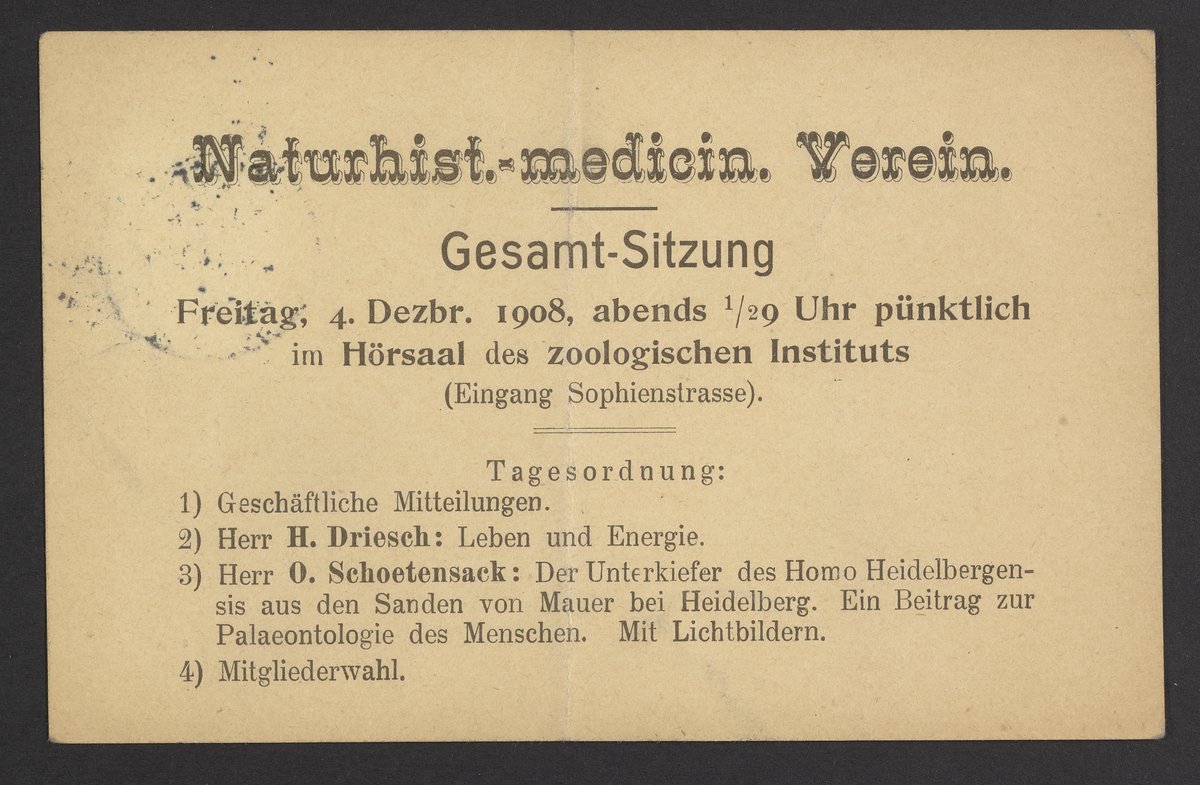 Naturhist.-medicin. Verein.
Gesamt-Sitzung
Freitag, 4. Dezbr. 1908, abends 1/29 Uhr pünktlich
im Hörsaal des zoologischen Instituts
(Eingang Sophienstrasse).
Tagesordnung:
1) Geschäftliche Mitteilungen.
2) Herr H. Driesch: Leben und Energie.
3) Herr O. Schoetensack: Der Unterkiefer des Homo Heidelbergen-
sis aus den Sanden von Mauer bei Heidelberg. Ein Beitrag zur
Palaeontologie des Menschen. Mit Lichtbildern.
4) Mitgliederwahl.